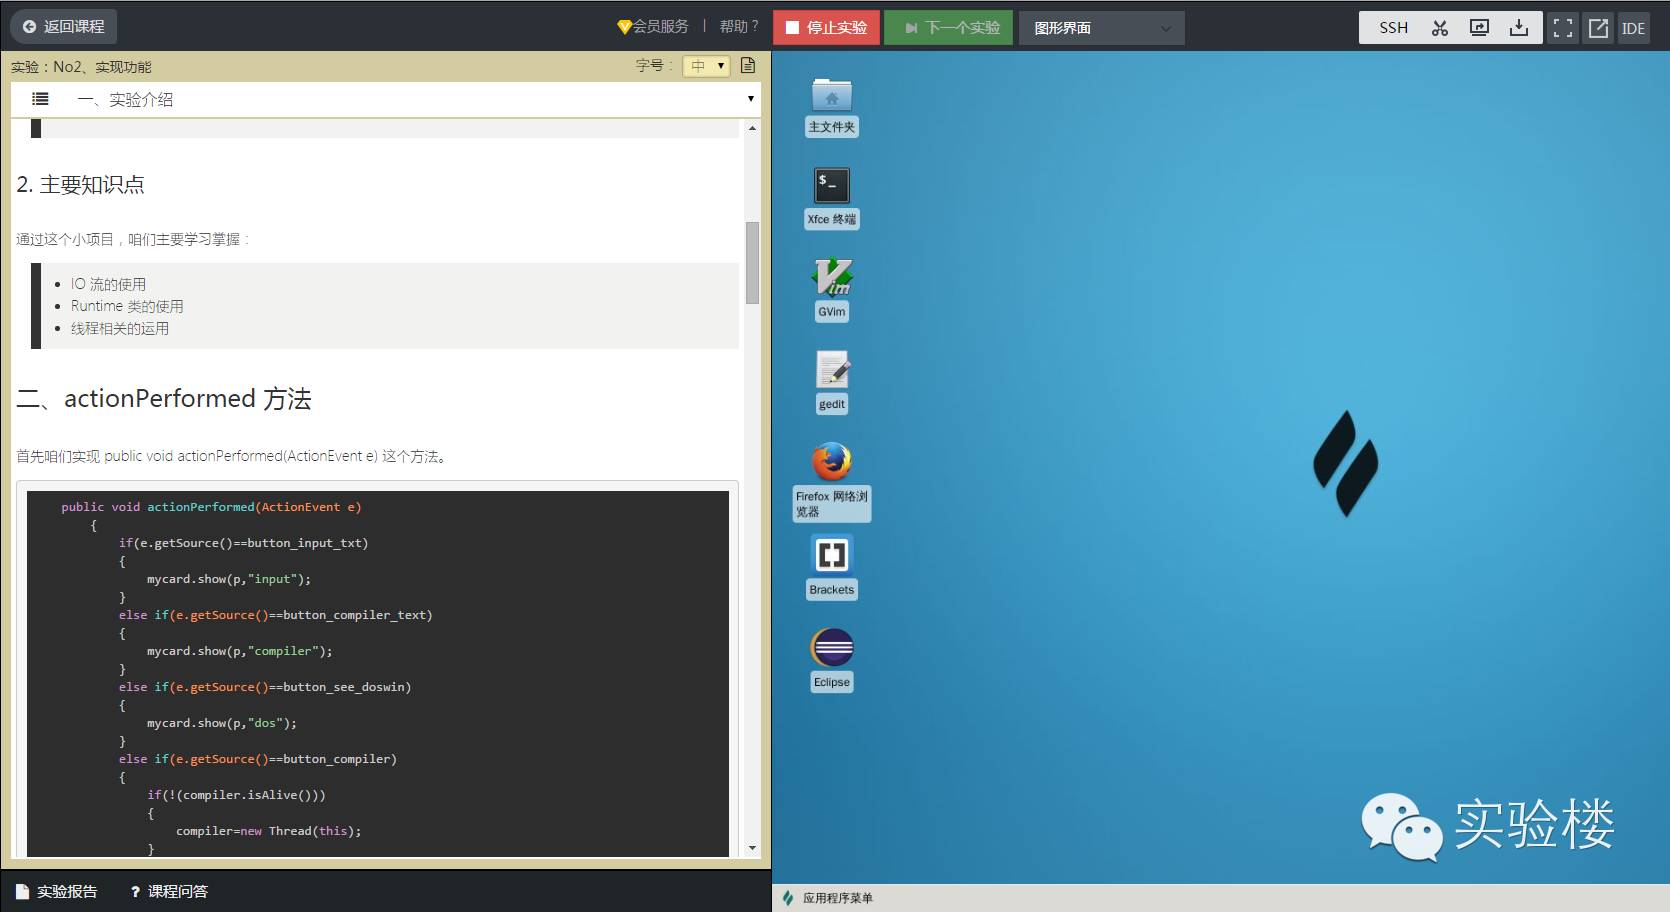 返回课程
会员服务 | 帮助 ?
停止实验
下一个实验
图形界面
SSH
IDE
实验：No2、实现功能
字号：
中
一、实验介绍
2. 主要知识点
通过这个小项目，咱们主要学习掌握：
IO 流的使用
Runtime 类的使用
线程相关的运用
二、actionPerformed 方法
首先咱们实现 public void actionPerformed(ActionEvent e) 这个方法。
public void actionPerformed(ActionEvent e)
{
if(e.getSource()==button_input_txt)
{
mycard.show(p,"input");
}
else if(e.getSource()==button_compiler_text)
{
mycard.show(p,"compiler");
}
else if(e.getSource()==button_see_doswin)
{
mycard.show(p,"dos");
}
else if(e.getSource()==button_compiler)
{
if(!(compiler.isAlive()))
{
compiler=new Thread(this);
}
实验报告
? 课程问答
主文件夹
$_
Xfce 终端
Vim
GVim
gedit
Firefox 网络浏
览器
Brackets
Eclipse
实验楼
应用程序菜单